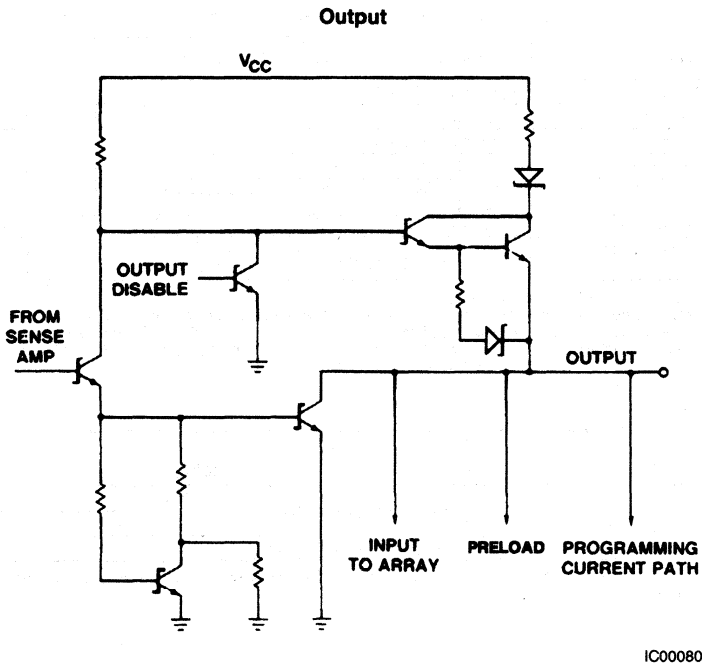 Output
VCC
OUTPUT
DISABLE
FROM
SENSE
AMP
OUTPUT
INPUT
TO ARRAY
PRELOAD
PROGRAMMING
CURRENT PATH
IC00080